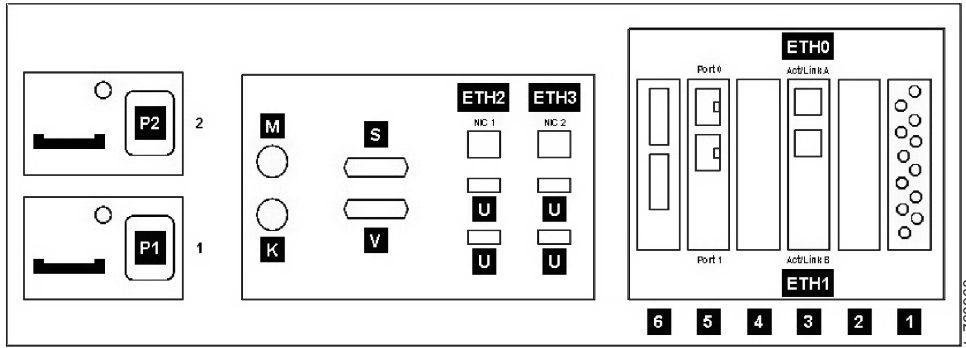 ETH0
Port 0 Act/Link A
ETH2 ETH3
NIC 1 NIC 2
P2 2
M S
U U
P1 1
K V
U U
Port 1 Act/Link B
ETH1
6 5 4 3 2 1